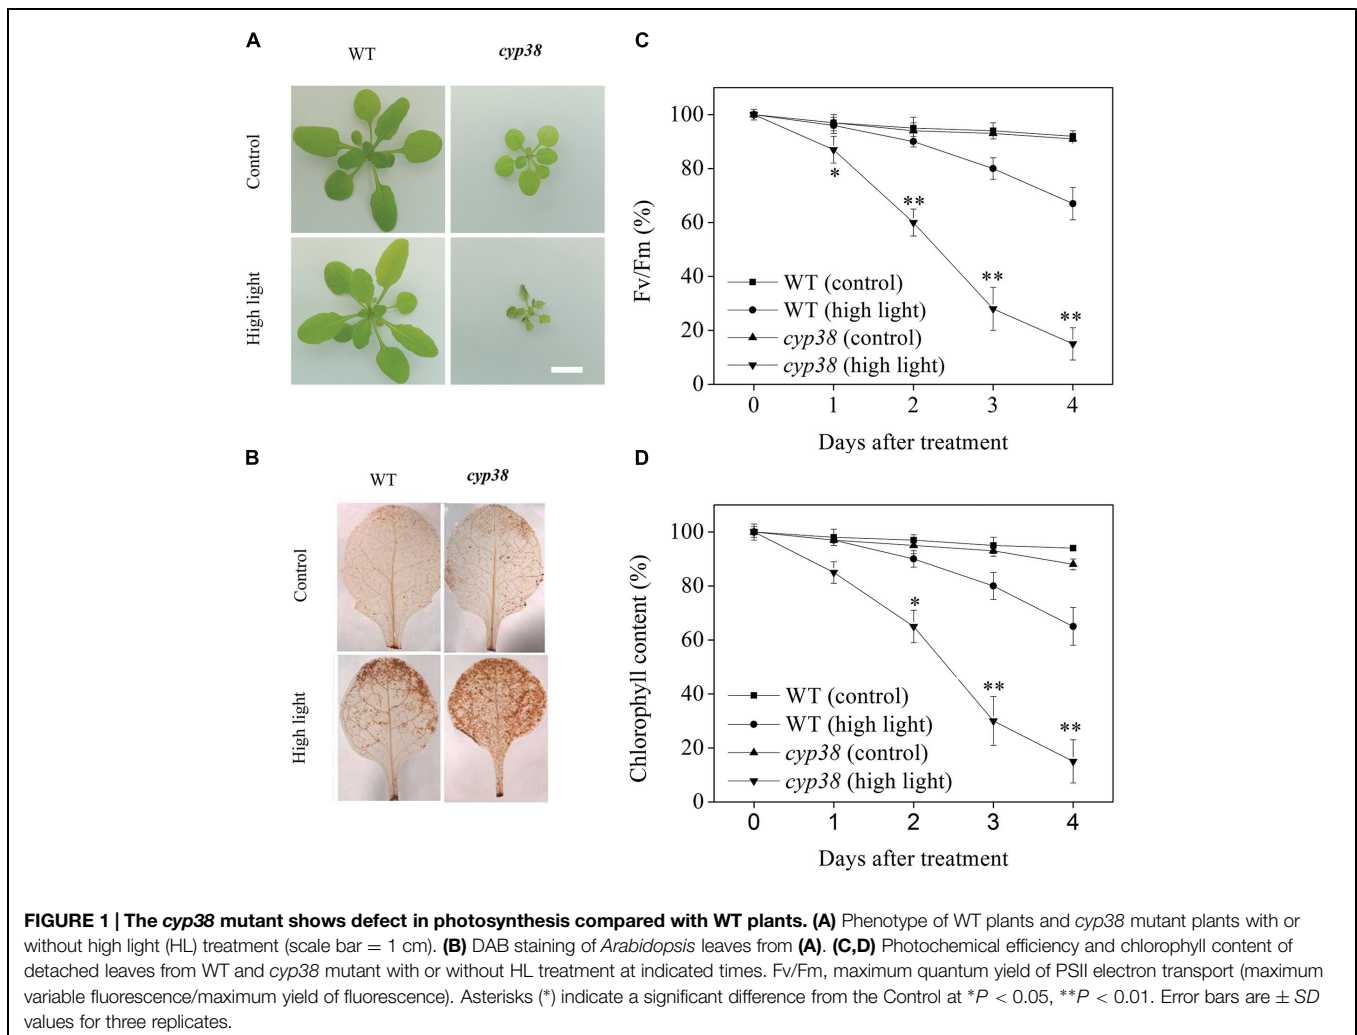 A
WT
cyp38
Control
High light
B
WT
cyp38
Control
High light
C
100
80
60
40
20
0
Fv/Fm (%)
*
**
**
**
WT (control)
WT (high light)
cyp38 (control)
cyp38 (high light)
0 1 2 3 4
Days after treatment
D
100
80
60
40
20
0
Chlorophyll content (%)
*
**
**
WT (control)
WT (high light)
cyp38 (control)
cyp38 (high light)
0 1 2 3 4
Days after treatment
FIGURE 1 | The cyp38 mutant shows defect in photosynthesis compared with WT plants. (A) Phenotype of WT plants and cyp38 mutant plants with or
without high light (HL) treatment (scale bar = 1 cm). (B) DAB staining of Arabidopsis leaves from (A). (C,D) Photochemical efficiency and chlorophyll content of
detached leaves from WT and cyp38 mutant with or without HL treatment at indicated times. Fv/Fm, maximum quantum yield of PSII electron transport (maximum
variable fluorescence/maximum yield of fluorescence). Asterisks (*) indicate a significant difference from the Control at *P < 0.05, **P < 0.01. Error bars are ± SD
values for three replicates.